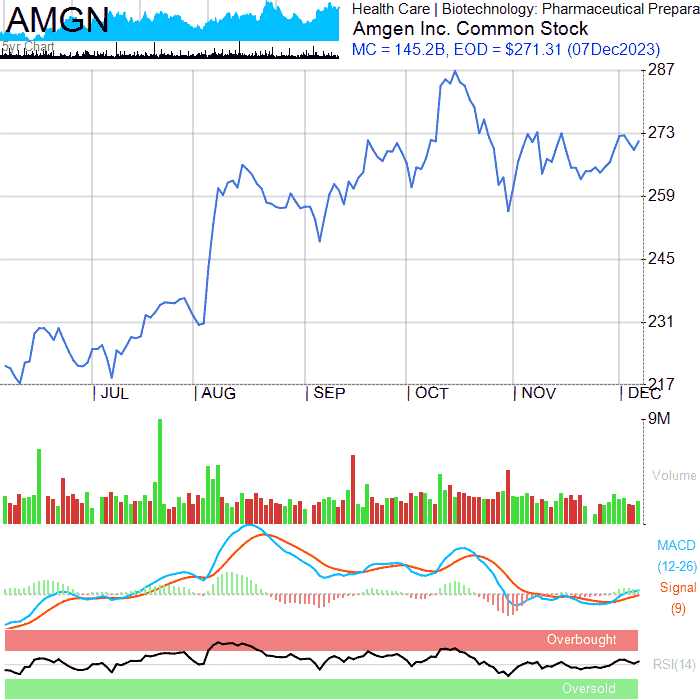 AMGN
5yr Chart
Health Care | Biotechnology: Pharmaceutical Prepara
Amgen Inc. Common Stock
MC = 145.2B, EOD = $271.31 (07Dec2023)
287
273
259
245
231
217
JUL AUG SEP OCT NOV DEC
9M
Volume
MACD
(12-26)
Signal
(9)
Overbought
RSI(14)
Oversold